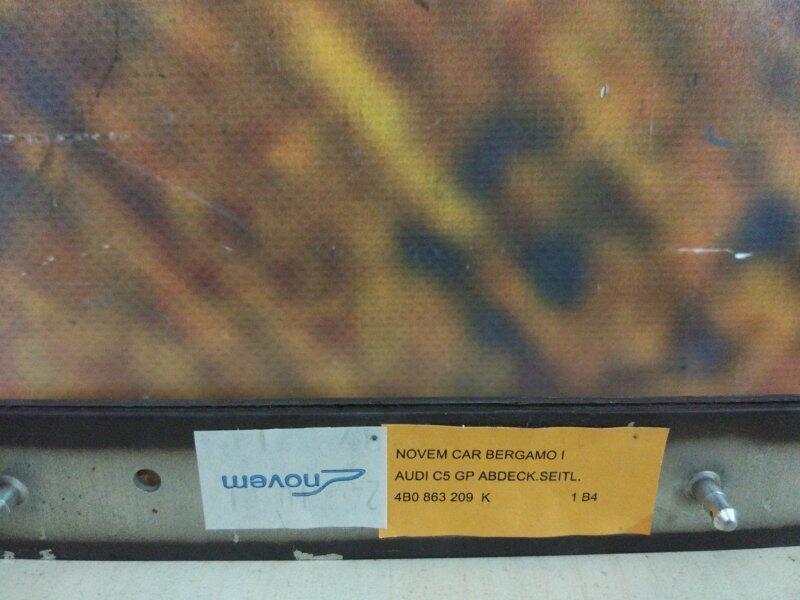 novem
NOVEM CAR BERGAMO I
AUDI C5 GP ABDECK.SEITL.
4B0 863 209 K 1 B4